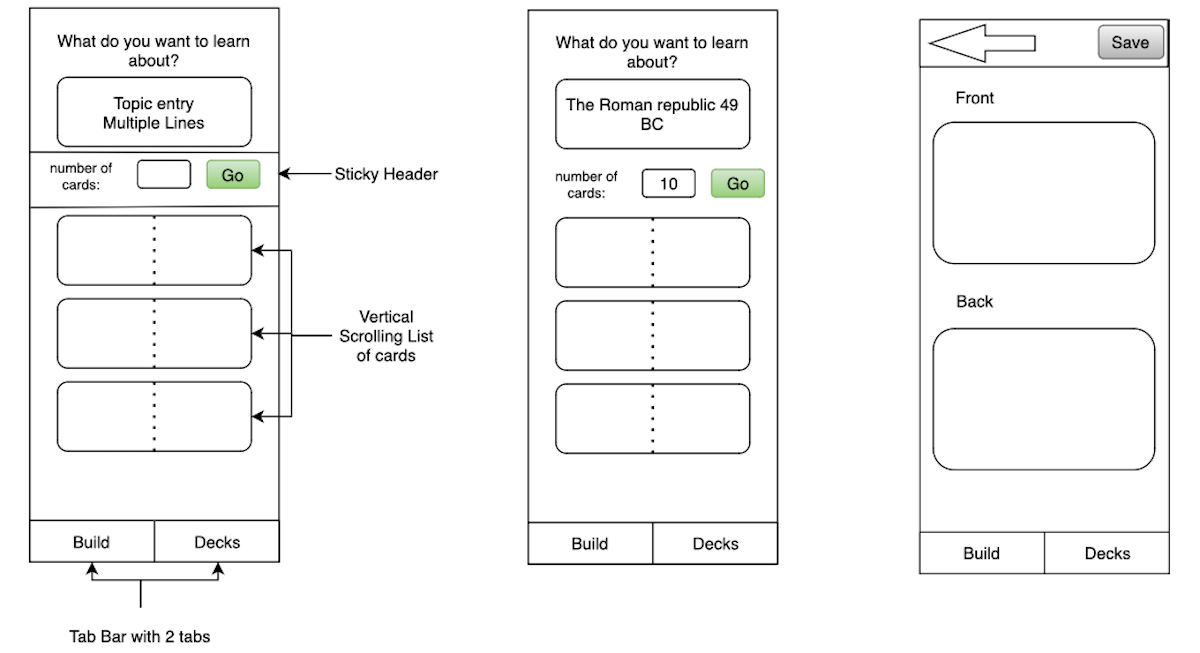 What do you want to learn
about?
Topic entry
Multiple Lines
number of
cards:
Go
Sticky Header
Vertical
Scrolling List
of cards
Build
Decks
Tab Bar with 2 tabs
What do you want to learn
about?
The Roman republic 49
BC
number of
cards:
10
Go
Build
Decks
Save
Front
Back
Build
Decks